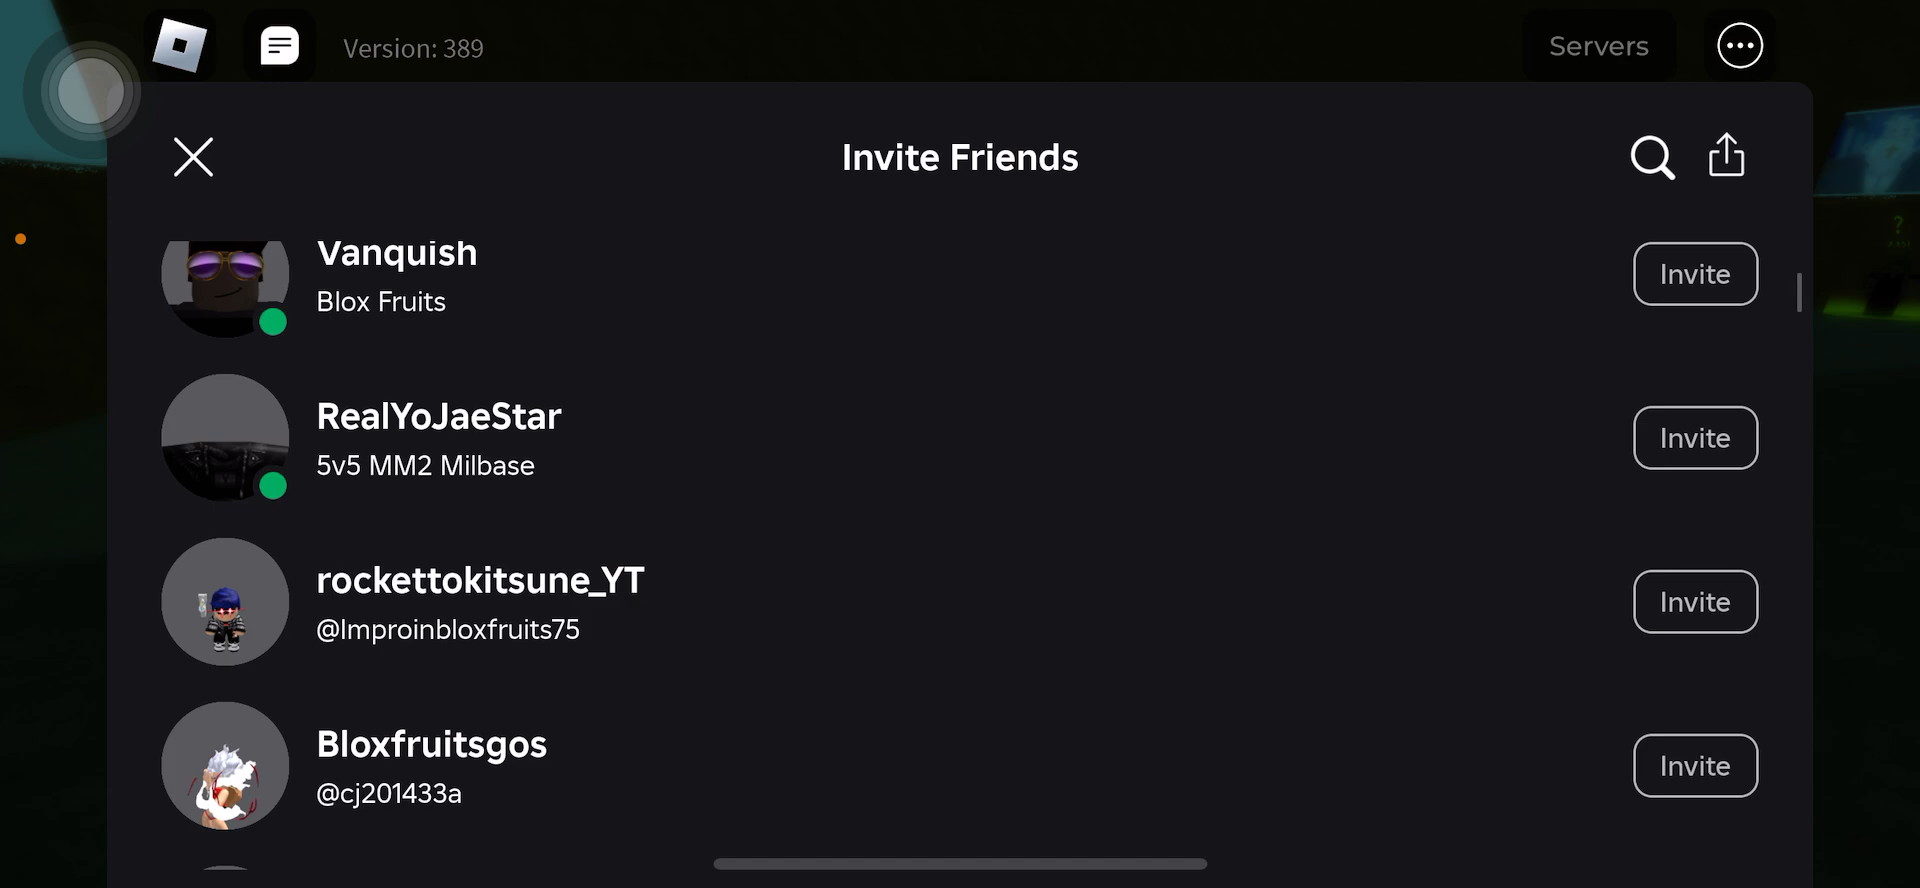 Version: 389
Servers
Invite Friends
Vanquish
Blox Fruits
Invite
RealYoJaeStar
5v5 MM2 Milbase
Invite
rockettokitsune_YT
@Improinbloxfruits75
Invite
Bloxfruitsgos
@cj201433a
Invite